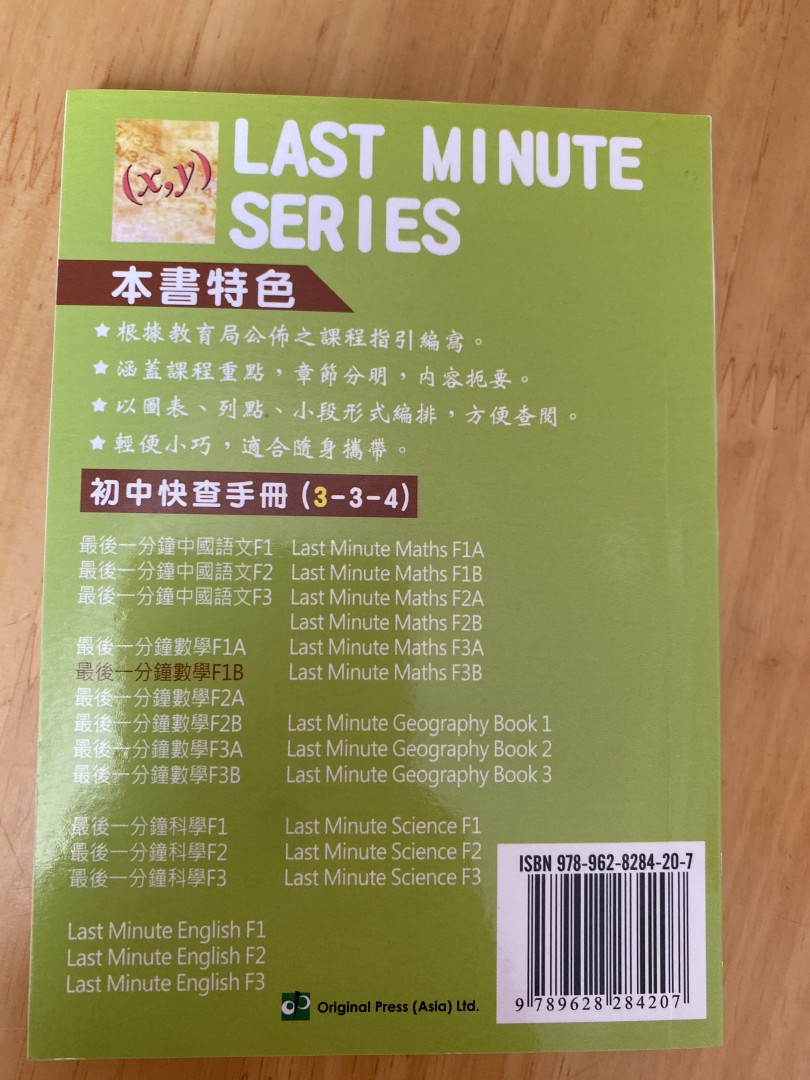 (x,y)
LAST MINUTE
SERIES
本書特色
★根據教育局公佈之課程指引編寫。
★涵蓋課程重點，章節分明，內容扼要。
★以圖表、列點、小段形式編排，方便查閱。
★輕便小巧，適合隨身攜帶。
初中快查手冊(3-3-4)
最後一分鐘中國語文F1
最後一分鐘中國語文F2
最後一分鐘中國語文F3
最後一分鐘數學F1A
最後一分鐘數學F1B
最後一分鐘數學F2A
最後一分鐘數學F2B
最後一分鐘數學F3A
最後一分鐘數學F3B
最後一分鐘科學F1
最後一分鐘科學F2
最後一分鐘科學F3
Last Minute English F1
Last Minute English F2
Last Minute English F3
Last Minute Maths F1A
Last Minute Maths F1B
Last Minute Maths F2A
Last Minute Maths F2B
Last Minute Maths F3A
Last Minute Maths F3B
Last Minute Geography Book 1
Last Minute Geography Book 2
Last Minute Geography Book 3
Last Minute Science F1
Last Minute Science F2
Last Minute Science F3
ISBN 978-962-8284-20-7
9 789628 284207
Original Press (Asia) Ltd.